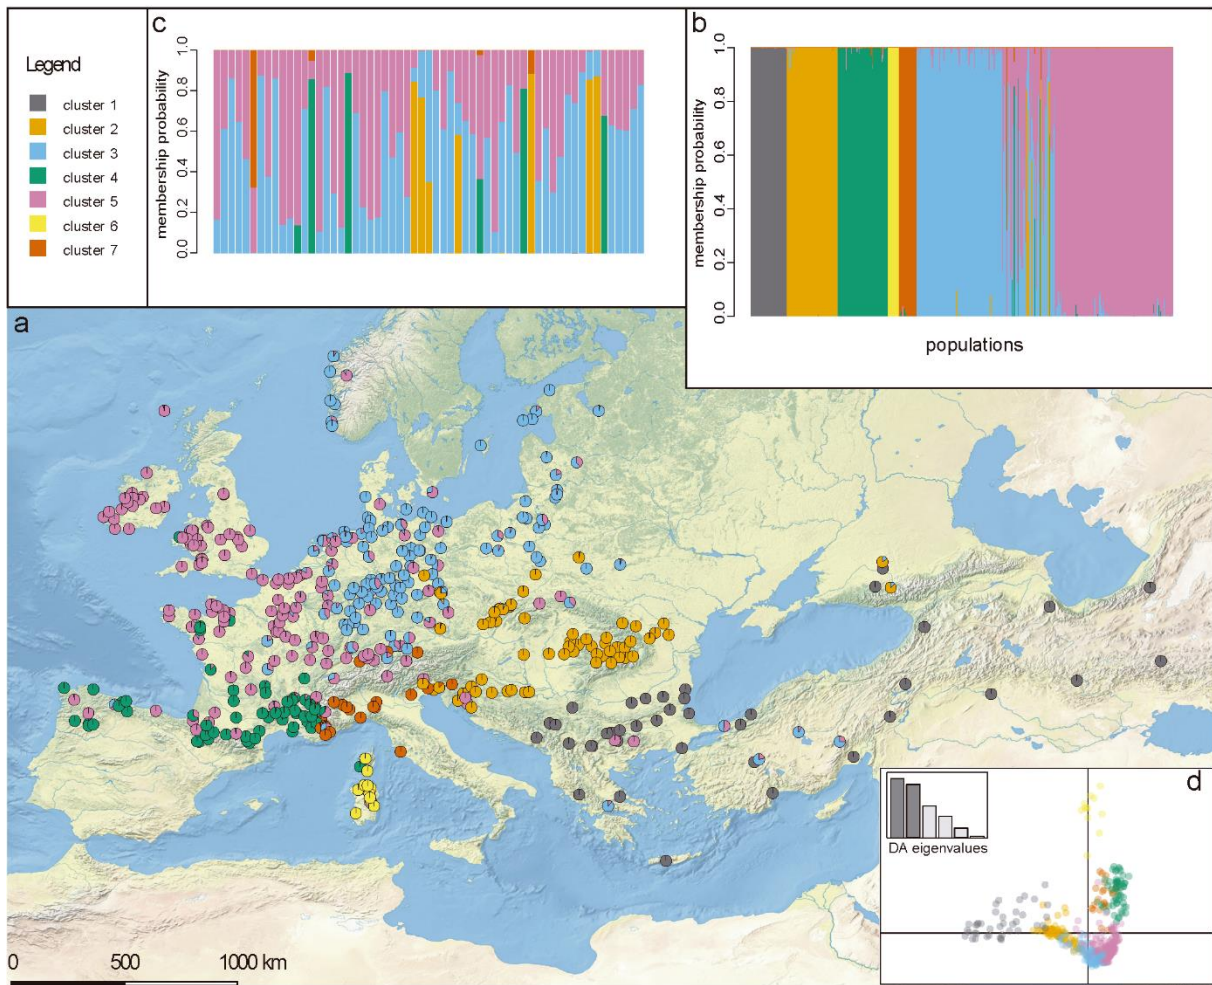 Legend
cluster 1
cluster 2
cluster 3
cluster 4
cluster 5
cluster 6
cluster 7
c
membership probability
1.0
0.8
0.6
0.4
0.2
0.0
b
membership probability
1.0
0.8
0.6
0.4
0.2
0.0
populations
a
0 500 1000 km
d
DA eigenvalues